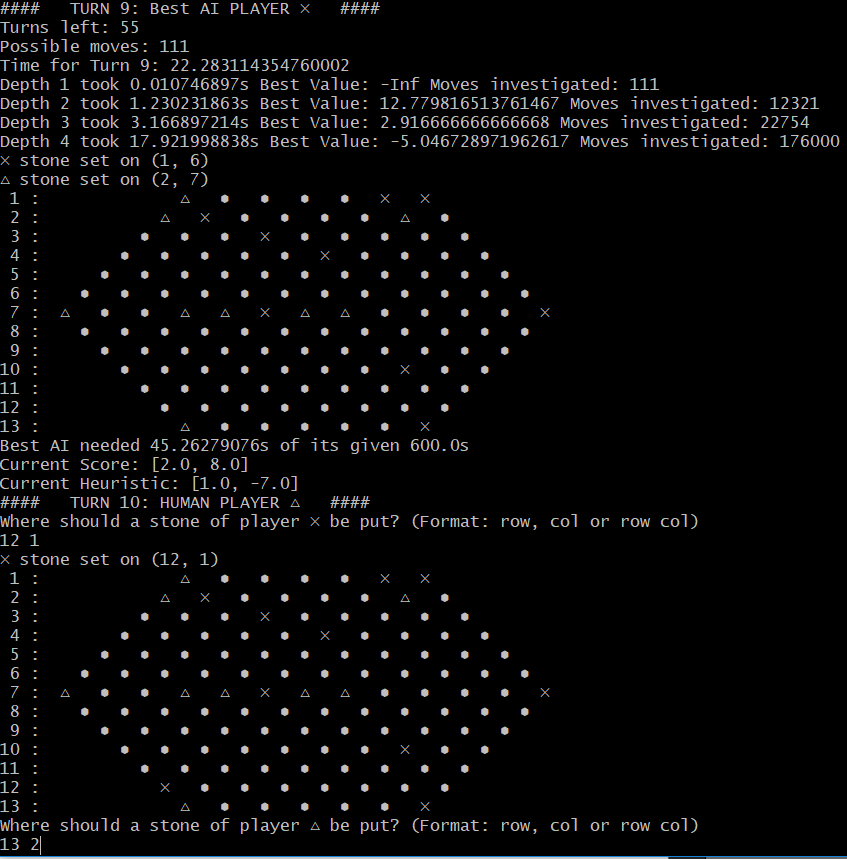 #### TURN 9: Best AI PLAYER × ####
Turns left: 55
Possible moves: 111
Time for Turn 9: 22.283114354760002
Depth 1 took 0.010746897s Best Value: -Inf Moves investigated: 111
Depth 2 took 1.230231863s Best Value: 12.779816513761467 Moves investigated: 12321
Depth 3 took 3.166897214s Best Value: 2.916666666666668 Moves investigated: 22754
Depth 4 took 17.921998838s Best Value: -5.046728971962617 Moves investigated: 176000
× stone set on (1, 6)
△ stone set on (2, 7)
1 : △ ⬢ ⬢ ⬢ ⬢ × ×
2 : △ × ⬢ ⬢ ⬢ ⬢ △ ⬢
3 : ⬢ ⬢ ⬢ × ⬢ ⬢ ⬢ ⬢ ⬢
4 : ⬢ ⬢ ⬢ ⬢ ⬢ × ⬢ ⬢ ⬢ ⬢
5 : ⬢ ⬢ ⬢ ⬢ ⬢ ⬢ ⬢ ⬢ ⬢ ⬢ ⬢
6 : ⬢ ⬢ ⬢ ⬢ ⬢ ⬢ ⬢ ⬢ ⬢ ⬢ ⬢ ⬢
7 : △ ⬢ ⬢ △ △ × △ △ ⬢ ⬢ ⬢ ⬢ ×
8 : ⬢ ⬢ ⬢ ⬢ ⬢ ⬢ ⬢ ⬢ ⬢ ⬢ ⬢ ⬢
9 : ⬢ ⬢ ⬢ ⬢ ⬢ ⬢ ⬢ ⬢ ⬢ ⬢ ⬢
10 : ⬢ ⬢ ⬢ ⬢ ⬢ ⬢ ⬢ × ⬢ ⬢
11 : ⬢ ⬢ ⬢ ⬢ ⬢ ⬢ ⬢ ⬢ ⬢
12 : ⬢ ⬢ ⬢ ⬢ ⬢ ⬢ ⬢ ⬢
13 : △ ⬢ ⬢ ⬢ ⬢ ⬢ ×
Best AI needed 45.26279076s of its given 600.0s
Current Score: [2.0, 8.0]
Current Heuristic: [1.0, -7.0]
#### TURN 10: HUMAN PLAYER △ ####
Where should a stone of player × be put? (Format: row, col or row col)
12 1
× stone set on (12, 1)
1 : △ ⬢ ⬢ ⬢ ⬢ × ×
2 : △ × ⬢ ⬢ ⬢ ⬢ △ ⬢
3 : ⬢ ⬢ ⬢ × ⬢ ⬢ ⬢ ⬢ ⬢
4 : ⬢ ⬢ ⬢ ⬢ ⬢ × ⬢ ⬢ ⬢ ⬢
5 : ⬢ ⬢ ⬢ ⬢ ⬢ ⬢ ⬢ ⬢ ⬢ ⬢ ⬢
6 : ⬢ ⬢ ⬢ ⬢ ⬢ ⬢ ⬢ ⬢ ⬢ ⬢ ⬢ ⬢
7 : △ ⬢ ⬢ △ △ × △ △ ⬢ ⬢ ⬢ ⬢ ×
8 : ⬢ ⬢ ⬢ ⬢ ⬢ ⬢ ⬢ ⬢ ⬢ ⬢ ⬢ ⬢
9 : ⬢ ⬢ ⬢ ⬢ ⬢ ⬢ ⬢ ⬢ ⬢ ⬢ ⬢
10 : ⬢ ⬢ ⬢ ⬢ ⬢ ⬢ ⬢ × ⬢ ⬢
11 : ⬢ ⬢ ⬢ ⬢ ⬢ ⬢ ⬢ ⬢ ⬢
12 : × ⬢ ⬢ ⬢ ⬢ ⬢ ⬢ ⬢
13 : △ ⬢ ⬢ ⬢ ⬢ ⬢ ×
Where should a stone of player △ be put? (Format: row, col or row col)
13 2